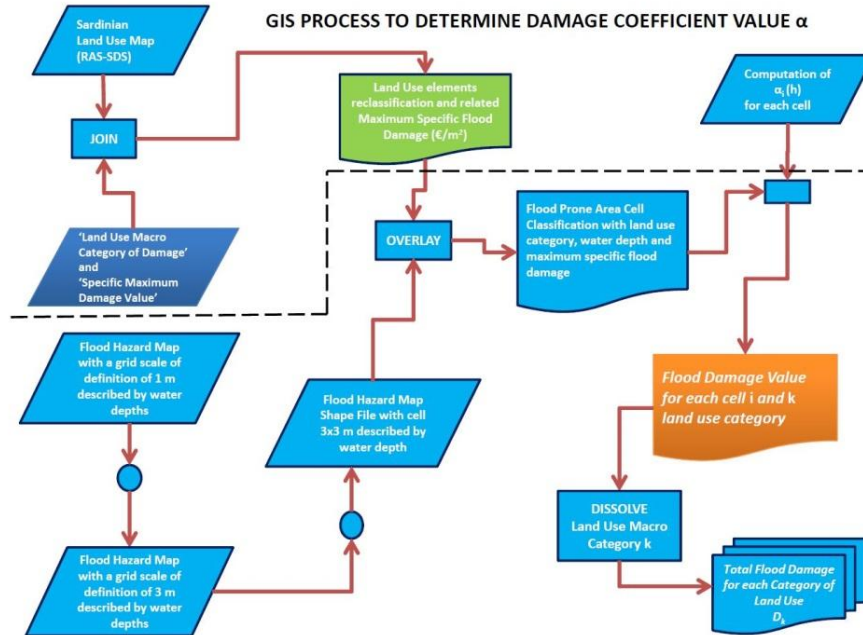 GIS PROCESS TO DETERMINE DAMAGE COEFFICIENT VALUE α
Sardinian
Land Use Map
(RAS-SDS)
JOIN
'Land Use Macro
Category of Damage'
and
'Specific Maximum
Damage Value'
Land Use elements
reclassification and related
Maximum Specific Flood
Damage (€/m²)
Computation of
αi (h)
for each cell
OVERLAY
Flood Prone Area Cell
Classification with land use
category, water depth and
maximum specific flood
damage
Flood Hazard Map
with a grid scale of
definition of 1 m
described by water
depths
Flood Hazard Map
Shape File with cell
3x3 m described by
water depth
Flood Damage Value
for each cell i and k
land use category
Flood Hazard Map
with a grid scale of
definition of 3 m
described by water
depths
DISSOLVE
Land Use Macro
Category k
Total Flood Damage
for each Category of
Land Use
Dk